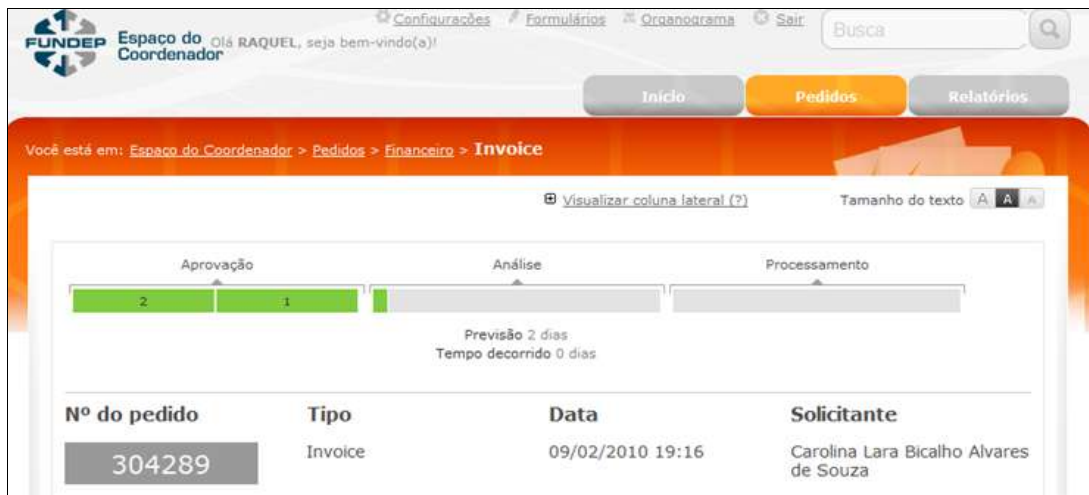 Configurações Formulários Organograma Sair Busca
FUNDEP Espaço do Coordenador Olá RAQUEL, seja bem-vindo(a)!
Início Pedidos Relatórios
Você está em: Espaço do Coordenador > Pedidos > Financeiro > Invoice
Visualizar coluna lateral (?) Tamanho do texto A A A
Aprovação Análise Processamento
2 1
Previsão 2 dias
Tempo decorrido 0 dias
Nº do pedido Tipo Data Solicitante
304289 Invoice 09/02/2010 19:16 Carolina Lara Bicalho Alvares
de Souza